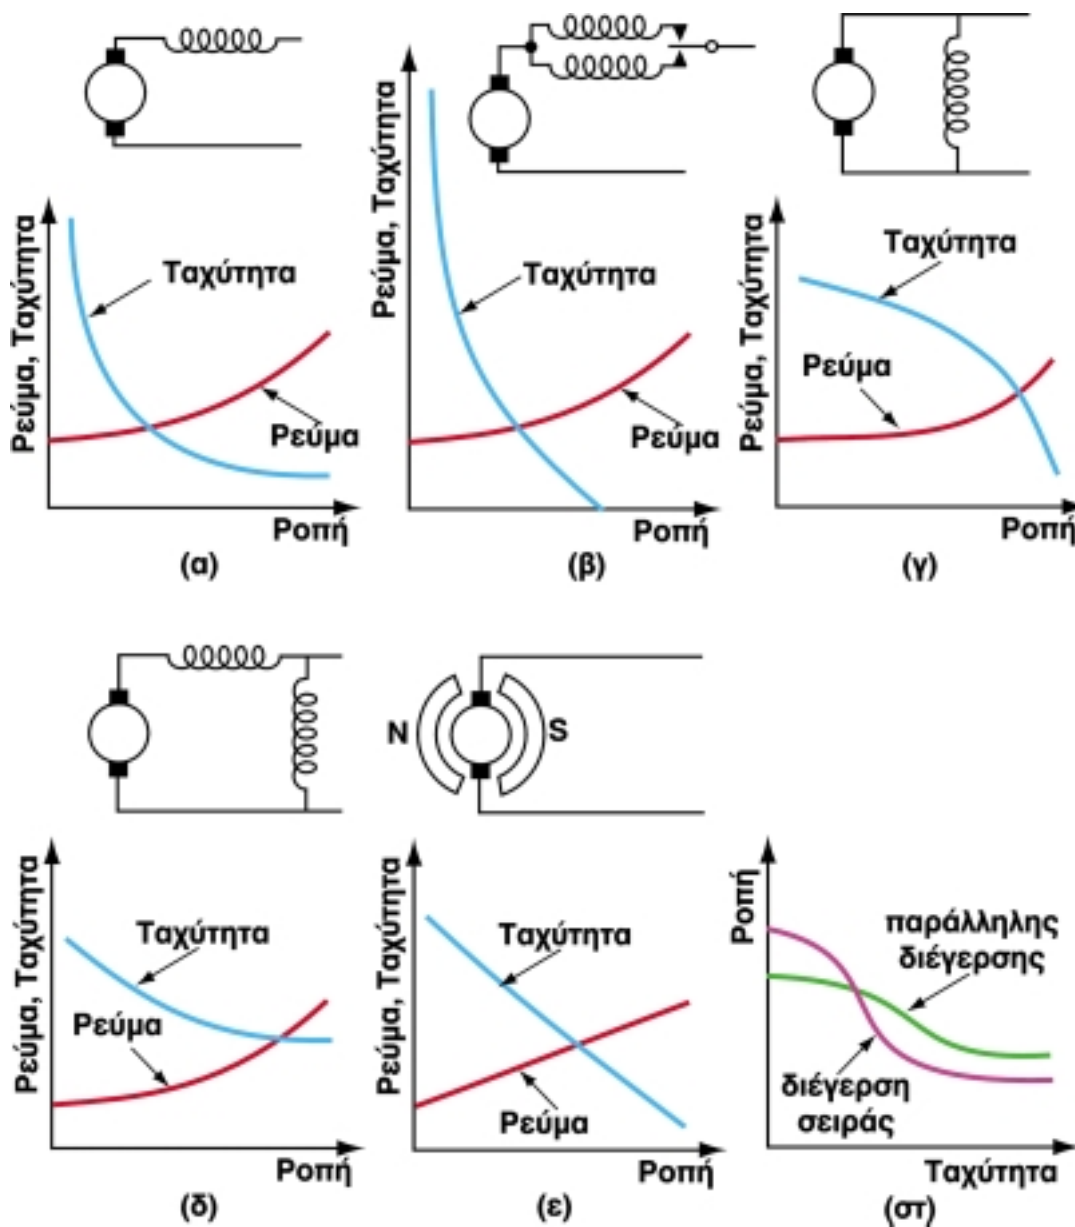 Ρεύμα, Ταχύτητα
Ταχύτητα
Ρεύμα
Ροπή
(α)
Ρεύμα, Ταχύτητα
Ταχύτητα
Ρεύμα
Ροπή
(β)
Ρεύμα, Ταχύτητα
Ταχύτητα
Ρεύμα
Ροπή
(γ)
Ρεύμα, Ταχύτητα
Ταχύτητα
Ρεύμα
Ροπή
(δ)
N
S
Ρεύμα, Ταχύτητα
Ταχύτητα
Ρεύμα
Ροπή
(ε)
Ροπή
παράλληλης
διέγερσης
διέγερση
σειράς
Ταχύτητα
(στ)